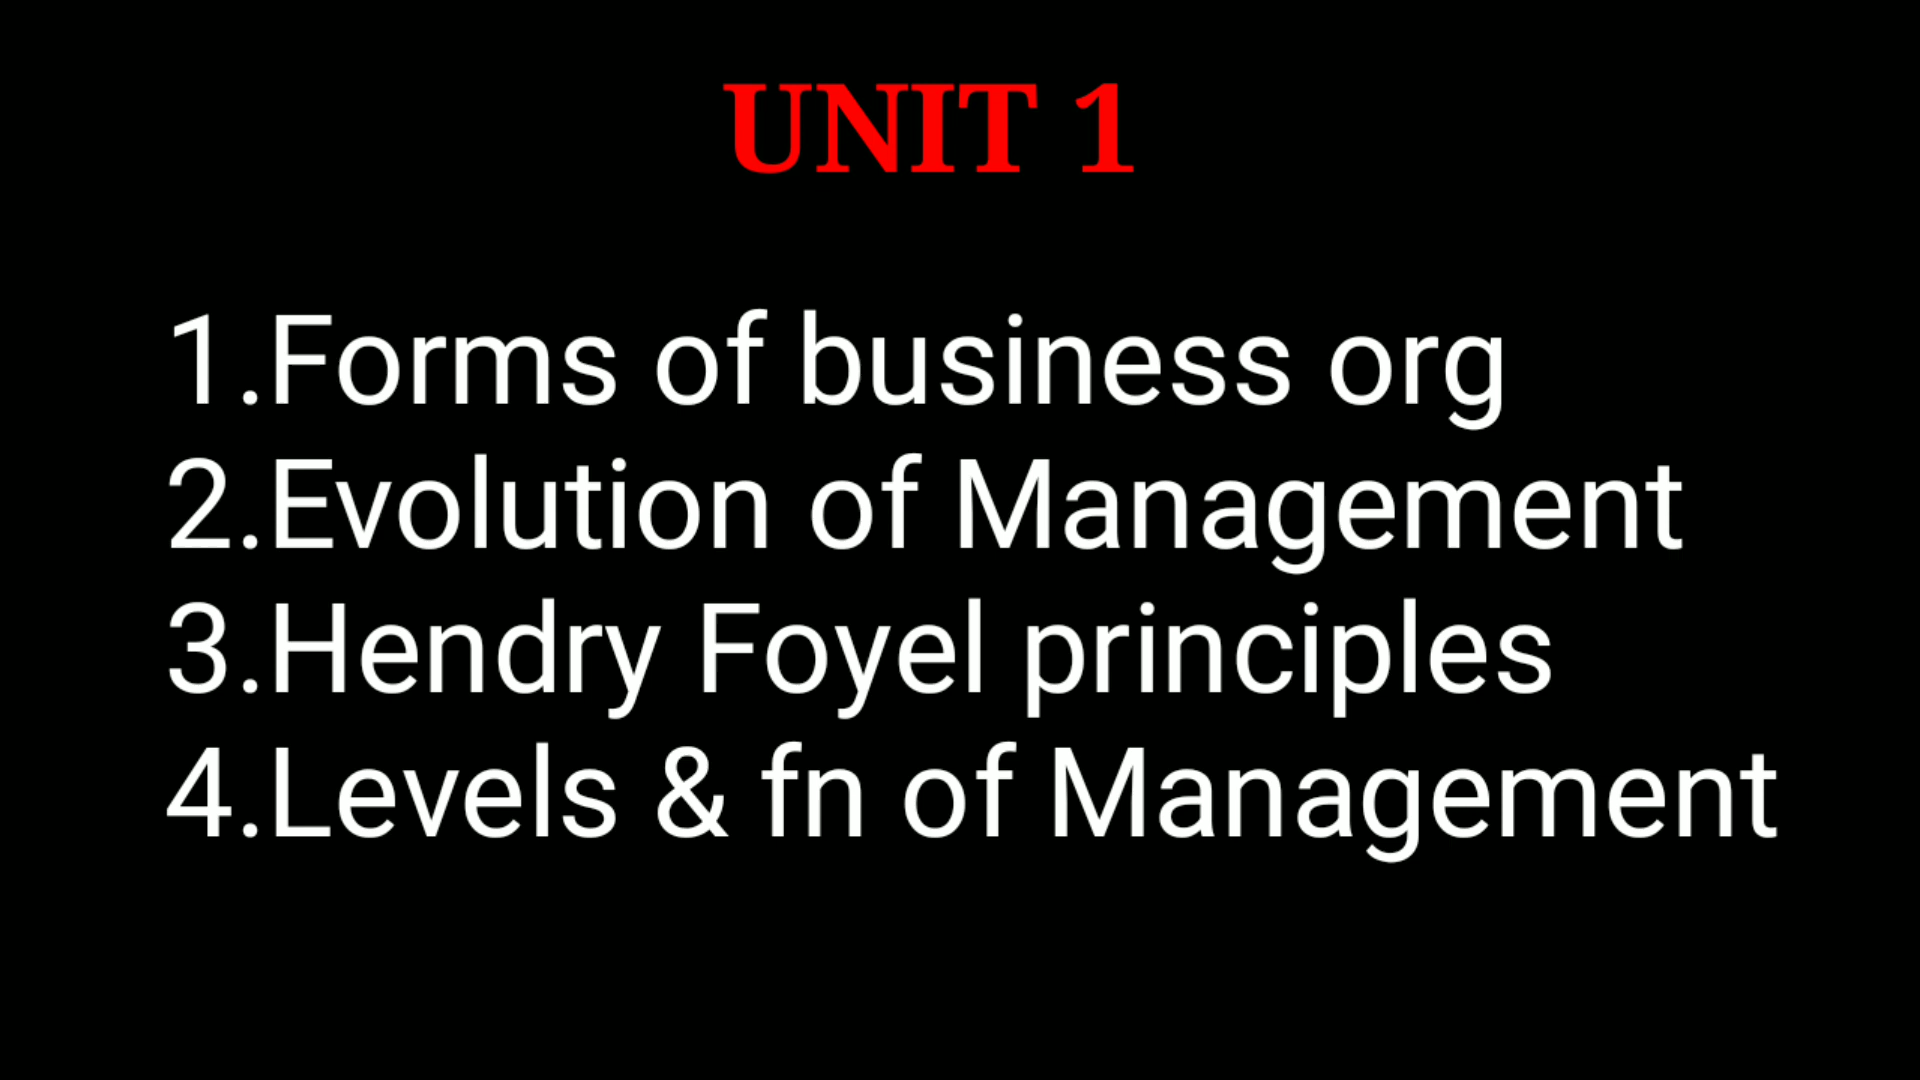 UNIT 1
1.Forms of business org
2.Evolution of Management
3.Hendry Foyel principles
4.Levels & fn of Management